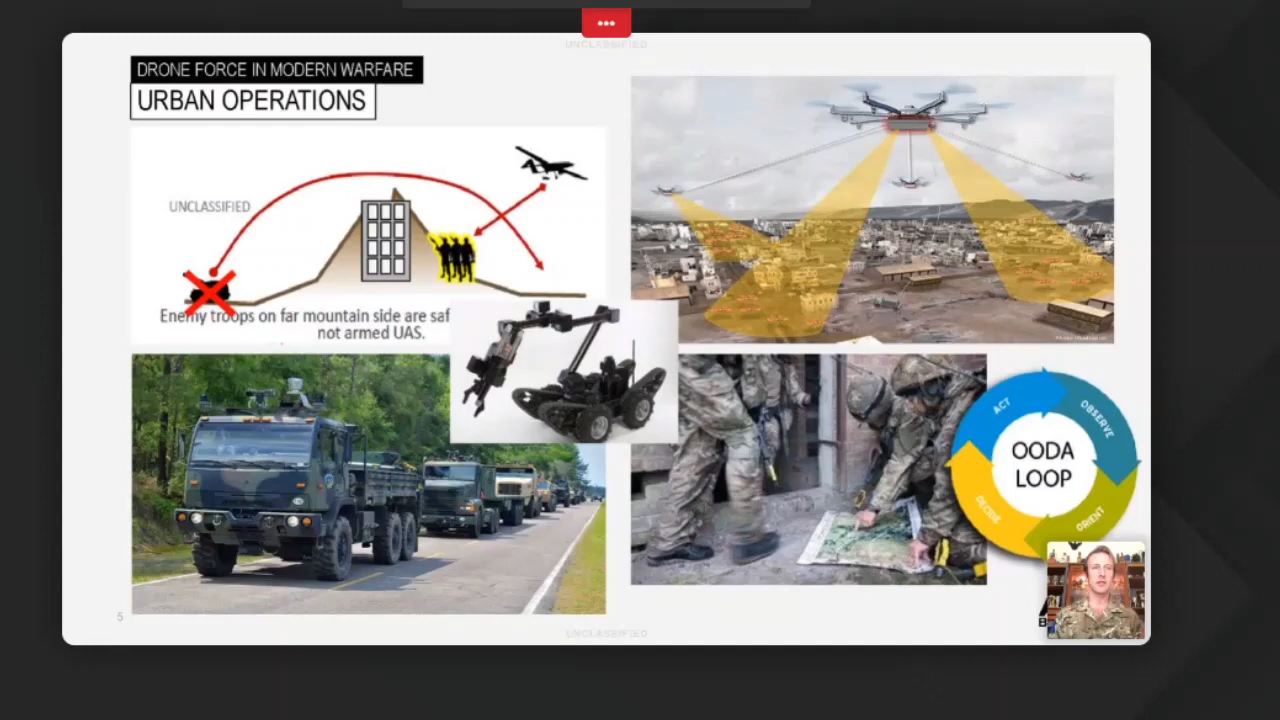 UNCLASSIFIED
DRONE FORCE IN MODERN WARFARE
URBAN OPERATIONS
UNCLASSIFIED
Enemy troops on far mountain side are saf
not armed UAS.
ACT
OBSERVE
OODA
LOOP
DECIDE
ORIENT
5
UNCLASSIFIED